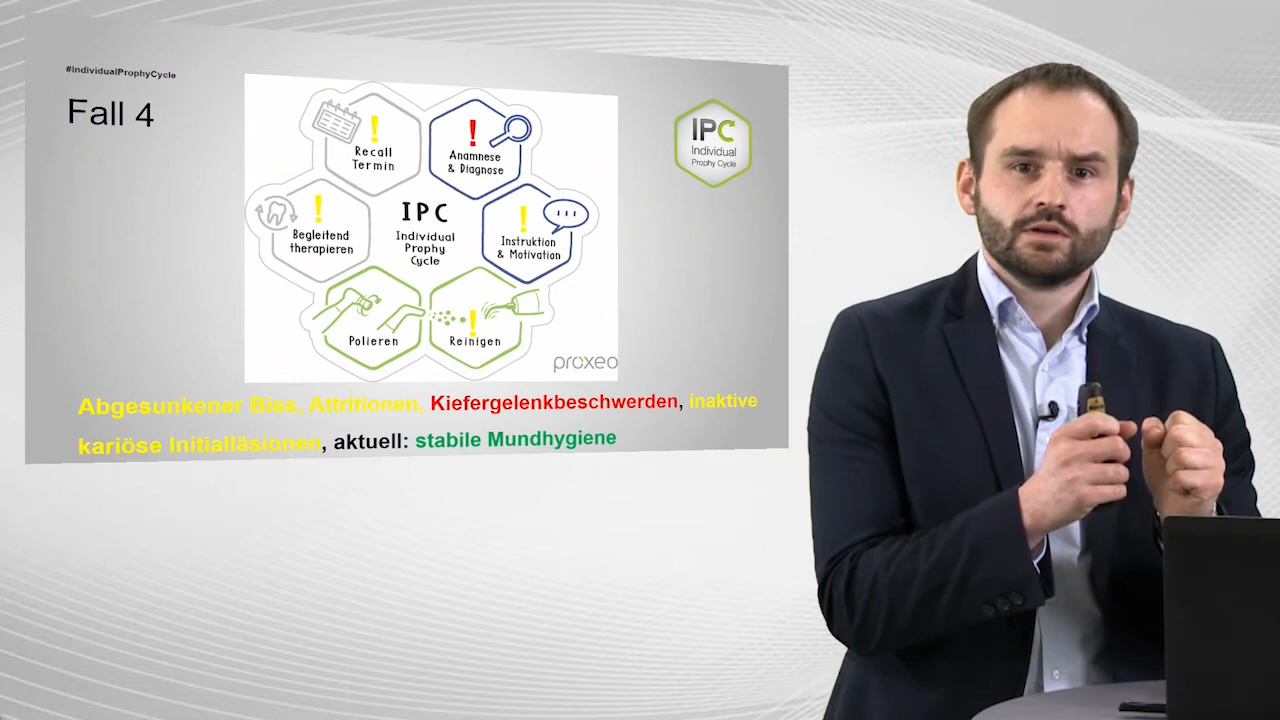 #IndividualProphyCycle
Fall 4
!
Recall
Termin
!
Anamnese
& Diagnose
!
Begleitend
therapieren
IPC
Individual
Prophy
Cycle
!
Instruktion
& Motivation
Polieren
!
Reinigen
proxeo
IPC
Individual
Prophy Cycle
Abgesunkener Biss, Attritionen, Kiefergelenkbeschwerden, inaktive
kariöse Initialläsionen, aktuell: stabile Mundhygiene